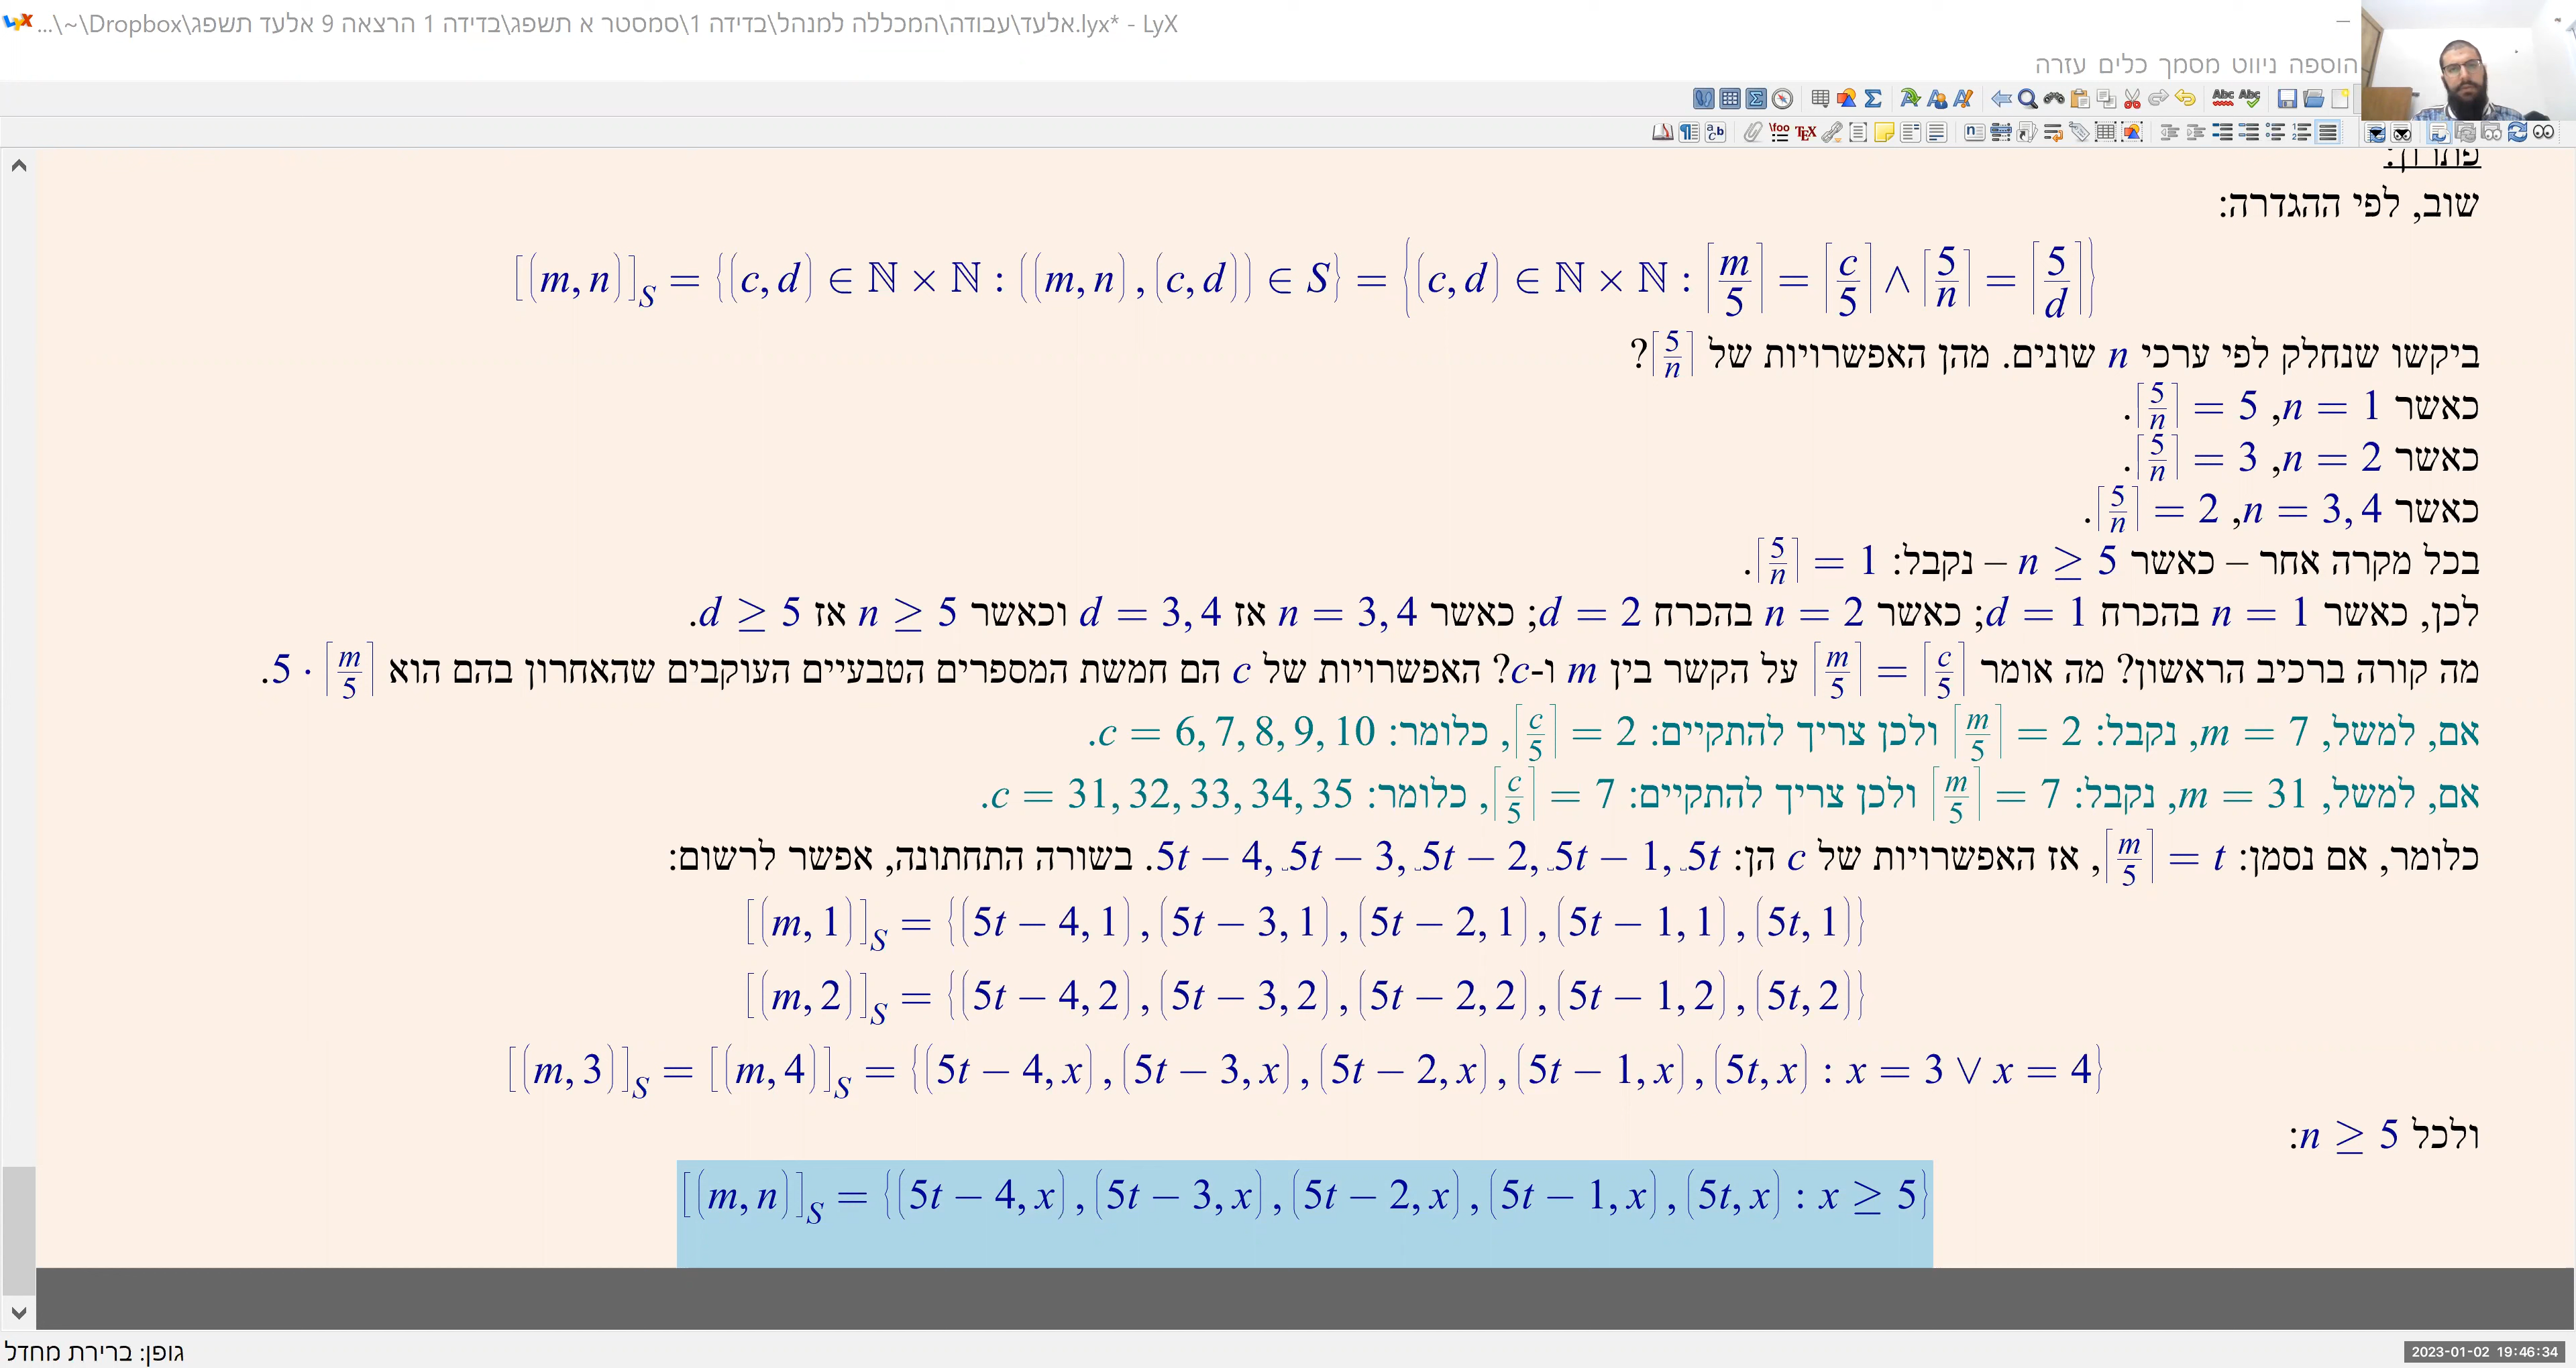 ...\~\Dropbox\אלעד\עבודה\המכללה למנהל\בדידה 1\סמסטר א תשפג\בדידה 1 הרצאה 9 אלעד תשפג.lyx* - LyX
הוספה ניווט מסמך כלים עזרה
פתרון:
שוב, לפי ההגדרה:
[(m, n)]_S = {(c, d) ∈ ℕ × ℕ : ((m, n), (c, d)) ∈ S} = {(c, d) ∈ ℕ × ℕ : ⌈m/5⌉ = ⌈c/5⌉ ∧ ⌈5/n⌉ = ⌈5/d⌉}
ביקשו שנחלק לפי ערכי n שונים. מהן האפשרויות של ⌈5/n⌉?
כאשר n = 1, ⌈5/n⌉ = 5.
כאשר n = 2, ⌈5/n⌉ = 3.
כאשר n = 3, 4, ⌈5/n⌉ = 2.
בכל מקרה אחר – כאשר n ≥ 5 – נקבל: ⌈5/n⌉ = 1.
לכן, כאשר n = 1 בהכרח d = 1; כאשר n = 2 בהכרח d = 2; כאשר n = 3, 4 אז d = 3, 4 וכאשר n ≥ 5 אז d ≥ 5.
מה קורה ברכיב הראשון? מה אומר ⌈m/5⌉ = ⌈c/5⌉ על הקשר בין m ו-c? האפשרויות של c הם חמשת המספרים הטבעיים העוקבים שהאחרון בהם הוא 5 · ⌈m/5⌉.
אם, למשל, m = 7, נקבל: ⌈m/5⌉ = 2 ולכן צריך להתקיים: ⌈c/5⌉ = 2, כלומר: c = 6, 7, 8, 9, 10.
אם, למשל, m = 31, נקבל: ⌈m/5⌉ = 7 ולכן צריך להתקיים: ⌈c/5⌉ = 7, כלומר: c = 31, 32, 33, 34, 35.
כלומר, אם נסמן: ⌈m/5⌉ = t, אז האפשרויות של c הן: 5t − 4, 5t − 3, 5t − 2, 5t − 1, 5t. בשורה התחתונה, אפשר לרשום:
[(m, 1)]_S = {(5t − 4, 1), (5t − 3, 1), (5t − 2, 1), (5t − 1, 1), (5t, 1)}
[(m, 2)]_S = {(5t − 4, 2), (5t − 3, 2), (5t − 2, 2), (5t − 1, 2), (5t, 2)}
[(m, 3)]_S = [(m, 4)]_S = {(5t − 4, x), (5t − 3, x), (5t − 2, x), (5t − 1, x), (5t, x) : x = 3 ∨ x = 4}
ולכל n ≥ 5:
[(m, n)]_S = {(5t − 4, x), (5t − 3, x), (5t − 2, x), (5t − 1, x), (5t, x) : x ≥ 5}
גופן: ברירת מחדל
2023-01-02 19:46:34